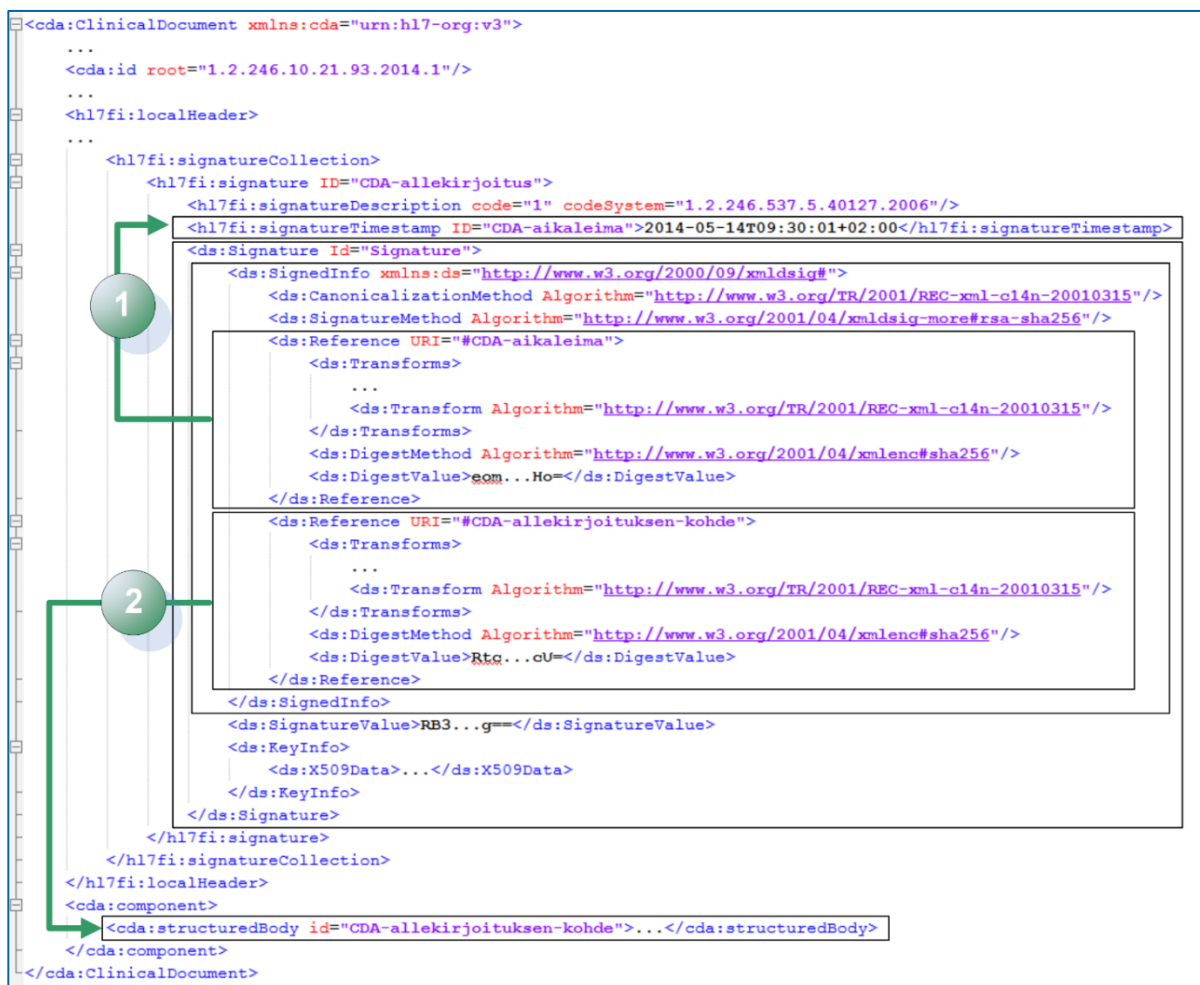 <cda:ClinicalDocument xmlns:cda="urn:hl7-org:v3">
...
<cda:id root="1.2.246.10.21.93.2014.1"/>
...
<hl7fi:localHeader>
...
<hl7fi:signatureCollection>
<hl7fi:signature ID="CDA-allekirjoitus">
<hl7fi:signatureDescription code="1" codeSystem="1.2.246.537.5.40127.2006"/>
<hl7fi:signatureTimestamp ID="CDA-aikaleima">2014-05-14T09:30:01+02:00</hl7fi:signatureTimestamp>
<ds:Signature Id="Signature">
<ds:SignedInfo xmlns:ds="http://www.w3.org/2000/09/xmldsig#">
<ds:CanonicalizationMethod Algorithm="http://www.w3.org/TR/2001/REC-xml-c14n-20010315"/>
1
<ds:SignatureMethod Algorithm="http://www.w3.org/2001/04/xmldsig-more#rsa-sha256"/>
<ds:Reference URI="#CDA-aikaleima">
<ds:Transforms>
...
<ds:Transform Algorithm="http://www.w3.org/TR/2001/REC-xml-c14n-20010315"/>
</ds:Transforms>
<ds:DigestMethod Algorithm="http://www.w3.org/2001/04/xmlenc#sha256"/>
<ds:DigestValue>eom...Ho=</ds:DigestValue>
</ds:Reference>
<ds:Reference URI="#CDA-allekirjoituksen-kohde">
<ds:Transforms>
...
<ds:Transform Algorithm="http://www.w3.org/TR/2001/REC-xml-c14n-20010315"/>
2
</ds:Transforms>
<ds:DigestMethod Algorithm="http://www.w3.org/2001/04/xmlenc#sha256"/>
<ds:DigestValue>Rtc...cU=</ds:DigestValue>
</ds:Reference>
</ds:SignedInfo>
<ds:SignatureValue>RB3...g==</ds:SignatureValue>
<ds:KeyInfo>
<ds:X509Data>...</ds:X509Data>
</ds:KeyInfo>
</ds:Signature>
</hl7fi:signature>
</hl7fi:signatureCollection>
</hl7fi:localHeader>
<cda:component>
<cda:structuredBody id="CDA-allekirjoituksen-kohde">...</cda:structuredBody>
</cda:component>
</cda:ClinicalDocument>